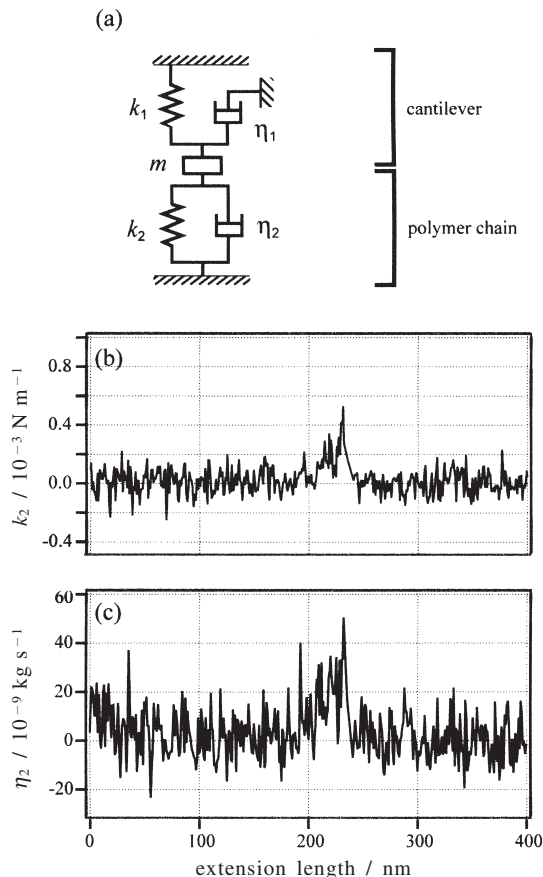 (a)
k₁
η₁
cantilever
m
k₂
η₂
polymer chain
(b)
k₂ / 10⁻³ N m⁻¹
0.8
0.4
0.0
-0.4
(c)
η₂ / 10⁻⁹ kg s⁻¹
60
40
20
0
-20
0 100 200 300 400
extension length / nm